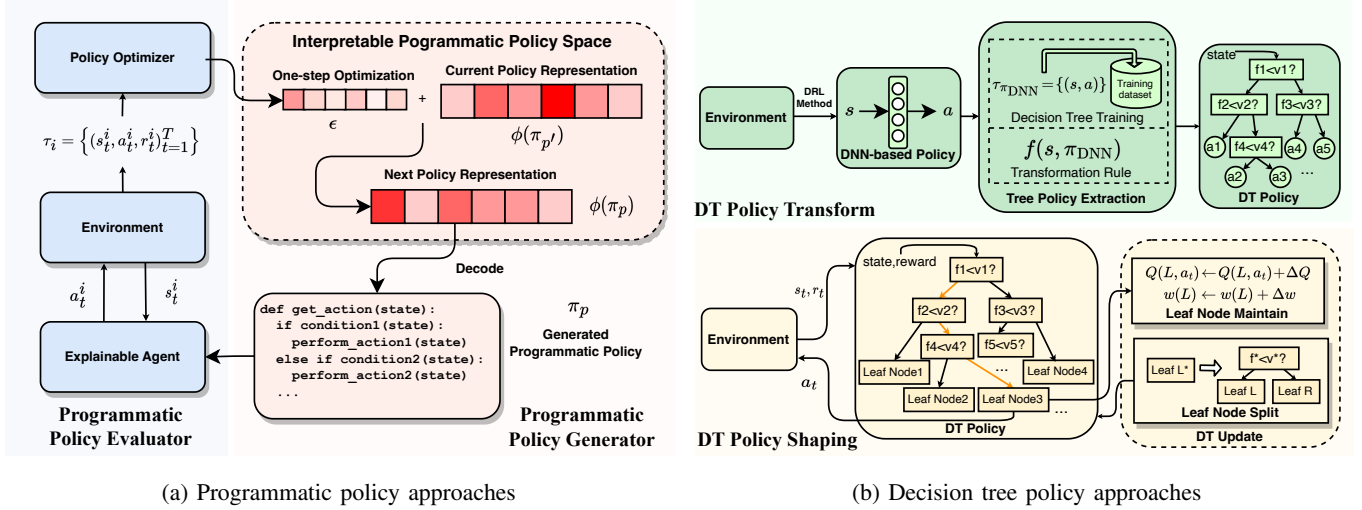 Policy Optimizer
τ_i = {(s_t^i, a_t^i, r_t^i)_{t=1}^T}
Environment
a_t^i
s_t^i
Explainable Agent
Programmatic
Policy Evaluator
Interpretable Pogrammatic Policy Space
One-step Optimization
ϵ
+
Current Policy Representation
ϕ(π_{p'})
Next Policy Representation
ϕ(π_p)
Decode
def get_action(state):
if condition1(state):
perform_action1(state)
else if condition2(state):
perform_action2(state)
...
π_p
Generated
Programmatic Policy
Programmatic
Policy Generator
(a) Programmatic policy approaches
Environment
DRL
Method
s
a
DNN-based Policy
τ_{π_DNN}={(s,a)}
Training
dataset
Decision Tree Training
f(s, π_DNN)
Transformation Rule
Tree Policy Extraction
state
f1<v1?
f2<v2?
f3<v3?
a1
f4<v4?
a4
a5
a2
a3
...
DT Policy
DT Policy Transform
Environment
s_t, r_t
a_t
state,reward
f1<v1?
f2<v2?
f3<v3?
f4<v4?
f5<v5?
Leaf Node1
...
Leaf Node4
Leaf Node2
Leaf Node3
...
DT Policy
Q(L, a_t)←Q(L, a_t)+ΔQ
w(L) ← w(L) + Δw
Leaf Node Maintain
Leaf L*
f*<v*?
Leaf L
Leaf R
Leaf Node Split
DT Update
DT Policy Shaping
(b) Decision tree policy approaches